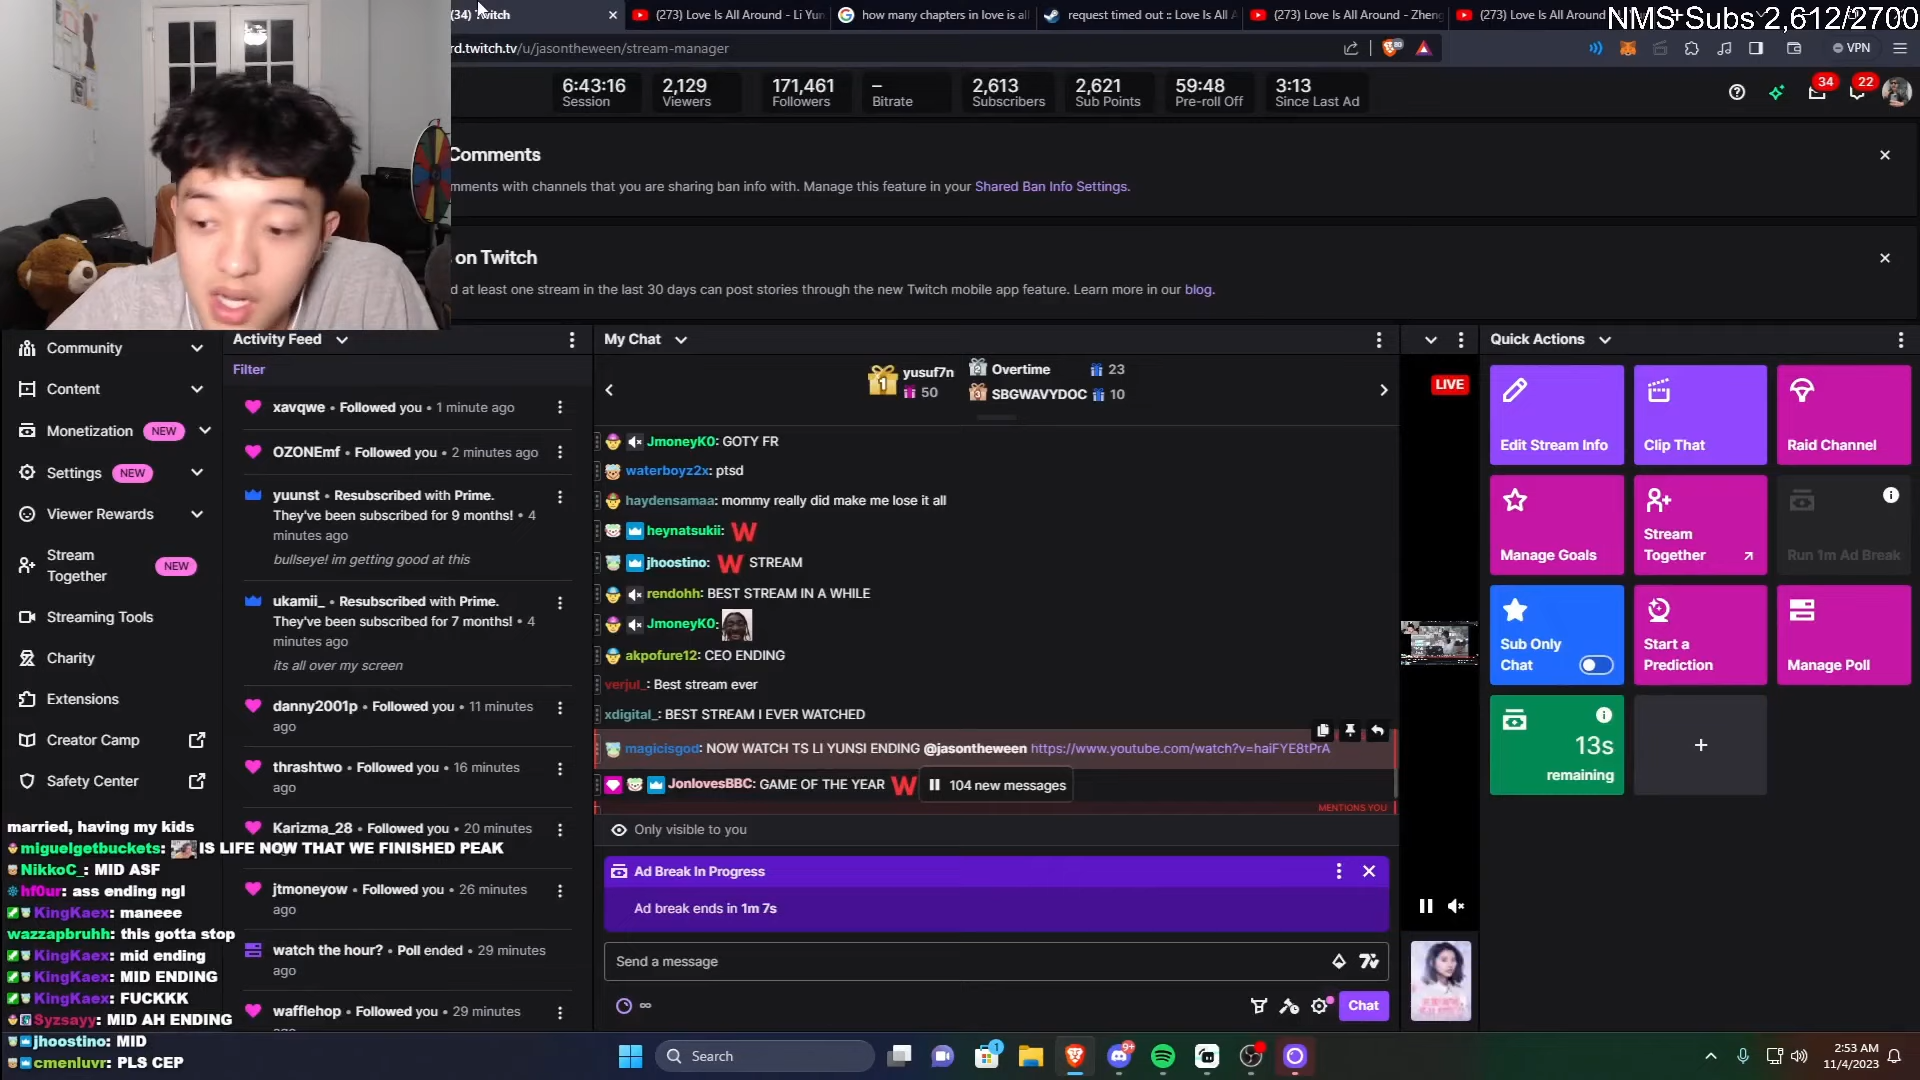 (34) Twitch
(273) Love Is All Around - Li Yun
how many chapters in love is all
request timed out :: Love Is All A
(273) Love Is All Around - Zheng
(273) Love Is All Around
NMS+Subs 2,612/2700
rd.twitch.tv/u/jasontheween/stream-manager
VPN
6:43:16
Session
2,129
Viewers
171,461
Followers
–
Bitrate
2,613
Subscribers
2,621
Sub Points
59:48
Pre-roll Off
3:13
Since Last Ad
34
22
Comments
mments with channels that you are sharing ban info with. Manage this feature in your Shared Ban Info Settings.
on Twitch
d at least one stream in the last 30 days can post stories through the new Twitch mobile app feature. Learn more in our blog.
Community
Content
Monetization NEW
Settings NEW
Viewer Rewards
Stream
Together NEW
Streaming Tools
Charity
Extensions
Creator Camp
Safety Center
married, having my kids
miguelgetbuckets: IS LIFE NOW THAT WE FINISHED PEAK
NikkoC_: MID ASF
hf0ur: ass ending ngl
KingKaex: maneee
wazzapbruhh: this gotta stop
KingKaex: mid ending
KingKaex: MID ENDING
KingKaex: FUCKKK
Syzsayy: MID AH ENDING
jhoostino: MID
cmenluvr: PLS CEP
Activity Feed
Filter
xavqwe • Followed you • 1 minute ago
OZONEmf • Followed you • 2 minutes ago
yuunst • Resubscribed with Prime.
They've been subscribed for 9 months! • 4
minutes ago
bullseye! im getting good at this
ukamii_ • Resubscribed with Prime.
They've been subscribed for 7 months! • 4
minutes ago
its all over my screen
danny2001p • Followed you • 11 minutes
ago
thrashtwo • Followed you • 16 minutes
ago
Karizma_28 • Followed you • 20 minutes
jtmoneyow • Followed you • 26 minutes
ago
watch the hour? • Poll ended • 29 minutes
ago
wafflehop • Followed you • 29 minutes
My Chat
1
yusuf7n
50
2
Overtime 23
3
SBGWAVYDOC 10
JmoneyK0: GOTY FR
waterboyz2x: ptsd
haydensamaa: mommy really did make me lose it all
heynatsukii: W
jhoostino: W STREAM
rendohh: BEST STREAM IN A WHILE
JmoneyK0:
akpofure12: CEO ENDING
verjul_: Best stream ever
xdigital_: BEST STREAM I EVER WATCHED
magicisgod: NOW WATCH TS LI YUNSI ENDING @jasontheween https://www.youtube.com/watch?v=haiFYE8tPrA
JonlovesBBC: GAME OF THE YEAR W
104 new messages
MENTIONS YOU
Only visible to you
Ad Break In Progress
Ad break ends in 1m 7s
Send a message
Chat
LIVE
Quick Actions
Edit Stream Info
Clip That
Raid Channel
Manage Goals
Stream
Together
Run 1m Ad Break
Sub Only
Chat
Start a
Prediction
Manage Poll
13s
remaining
Search
1
9+
2:53 AM
11/4/2023